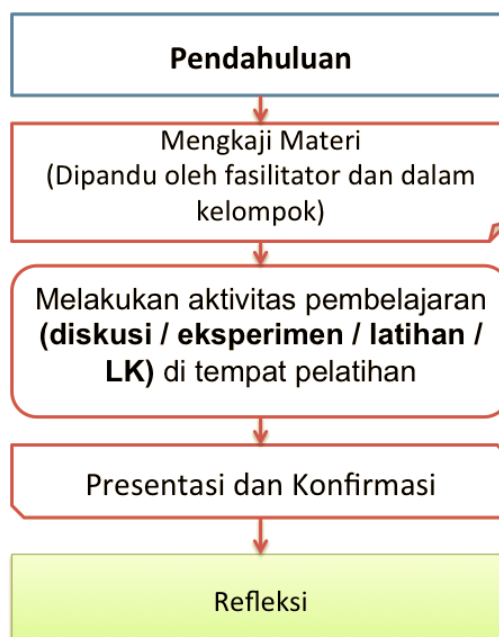 Pendahuluan
Mengkaji Materi
(Dipandu oleh fasilitator dan dalam
kelompok)
Melakukan aktivitas pembelajaran
(diskusi / eksperimen / latihan /
LK) di tempat pelatihan
Presentasi dan Konfirmasi
Refleksi